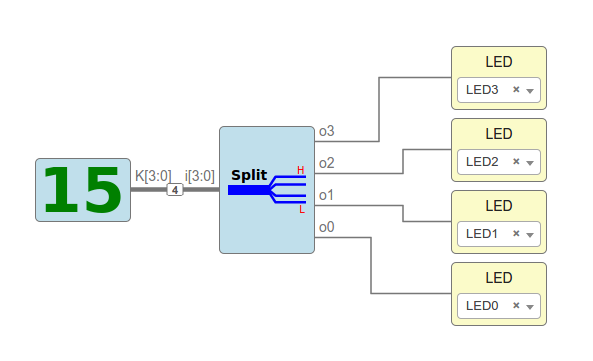 15
K[3:0]
4
i[3:0]
Split
H
L
o3
o2
o1
o0
LED
LED3 ×
LED
LED2 ×
LED
LED1 ×
LED
LED0 ×